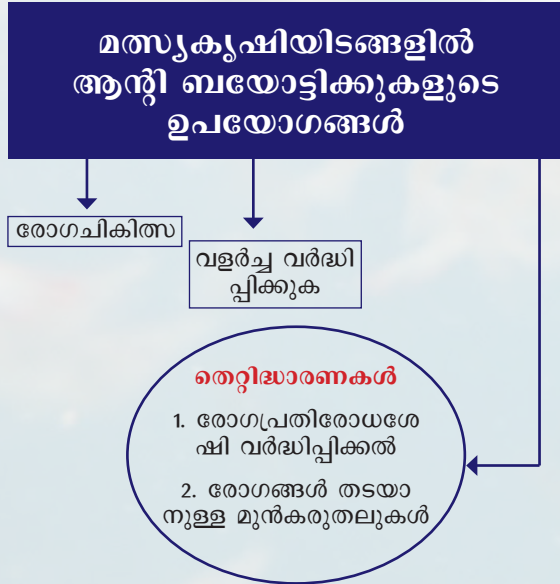 മത്സ്യകൃഷിയിടങ്ങളിൽ
ആന്റി ബയോട്ടിക്കുകളുടെ
ഉപയോഗങ്ങൾ
രോഗചികിത്സ
വളർച്ച വർദ്ധി
പ്പിക്കുക
തെറ്റിദ്ധാരണകൾ
1. രോഗപ്രതിരോധശേ
ഷി വർദ്ധിപ്പിക്കൽ
2. രോഗങ്ങൾ തടയാ
നുള്ള മുൻകരുതലുകൾ